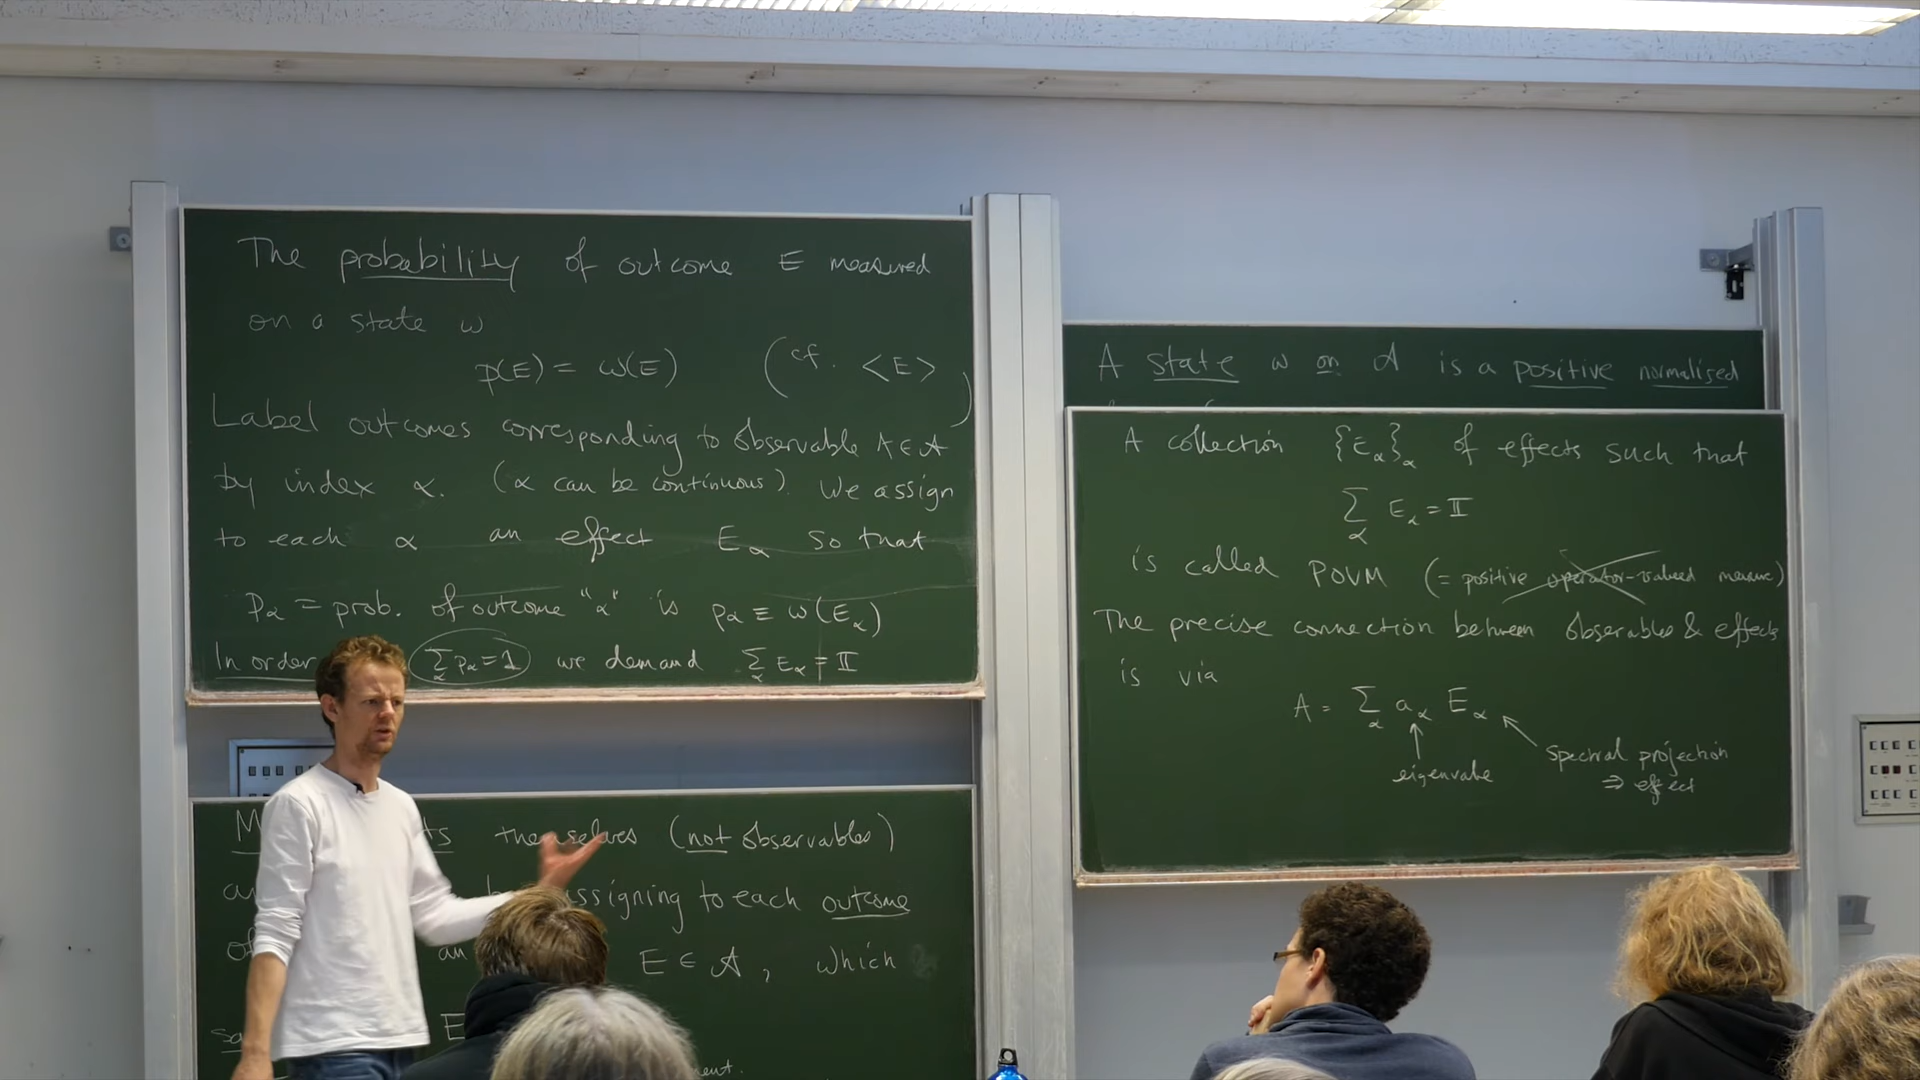 The probability of outcome E measured
on a state ω
p(E) = ω(E) (cf. <E>)
Label outcomes corresponding to observable A ∈ 𝒜
by index α. (α can be continuous). We assign
to each α an effect E_α so that
p_α = prob. of outcome "α" is p_α ≡ ω(E_α)
In order ∑_α p_α = 1 we demand ∑_α E_α = 𝕀
themselves (not observables)
assigning to each outcome
an E ∈ 𝒜, which
E
A state ω on 𝒜 is a positive normalised
A collection {E_α}_α of effects such that
∑_α E_α = 𝕀
is called POVM (= positive operator-valued measure)
The precise connection between observables & effects
is via
A = ∑_α a_α E_α
eigenvalue
spectral projection
⇒ effect